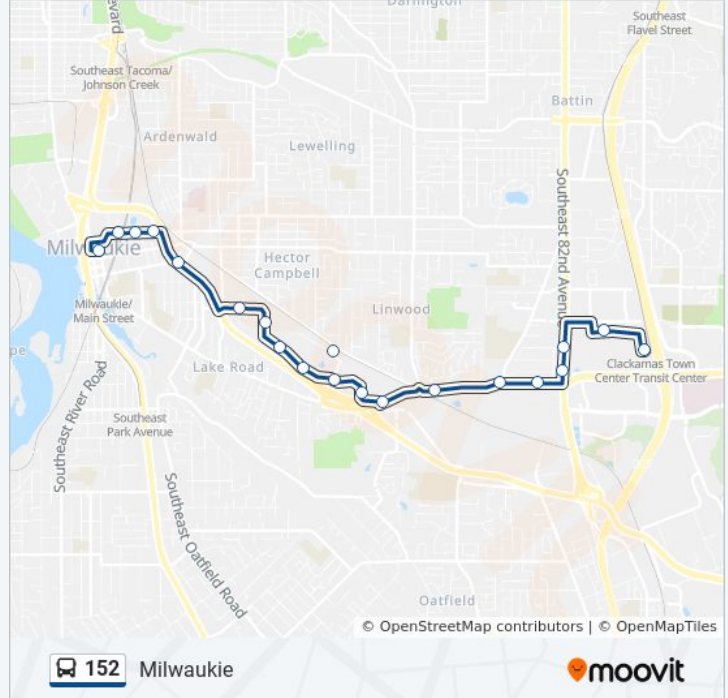 Darlington
evard
Southeast
Flavel Street
Southeast Tacoma/
Johnson Creek
Battin
Ardenwald
Lewelling
Southeast 82nd Avenue
Milwaukie
Hector
Campbell
Milwaukie/
Main Street
Linwood
pe
Lake Road
Clackamas Town
Center Transit Center
Southeast River Road
Southeast
Park Avenue
Southeast Oatfield Road
Oatfield
© OpenStreetMap contributors | © OpenMapTiles
152 Milwaukie
moovit